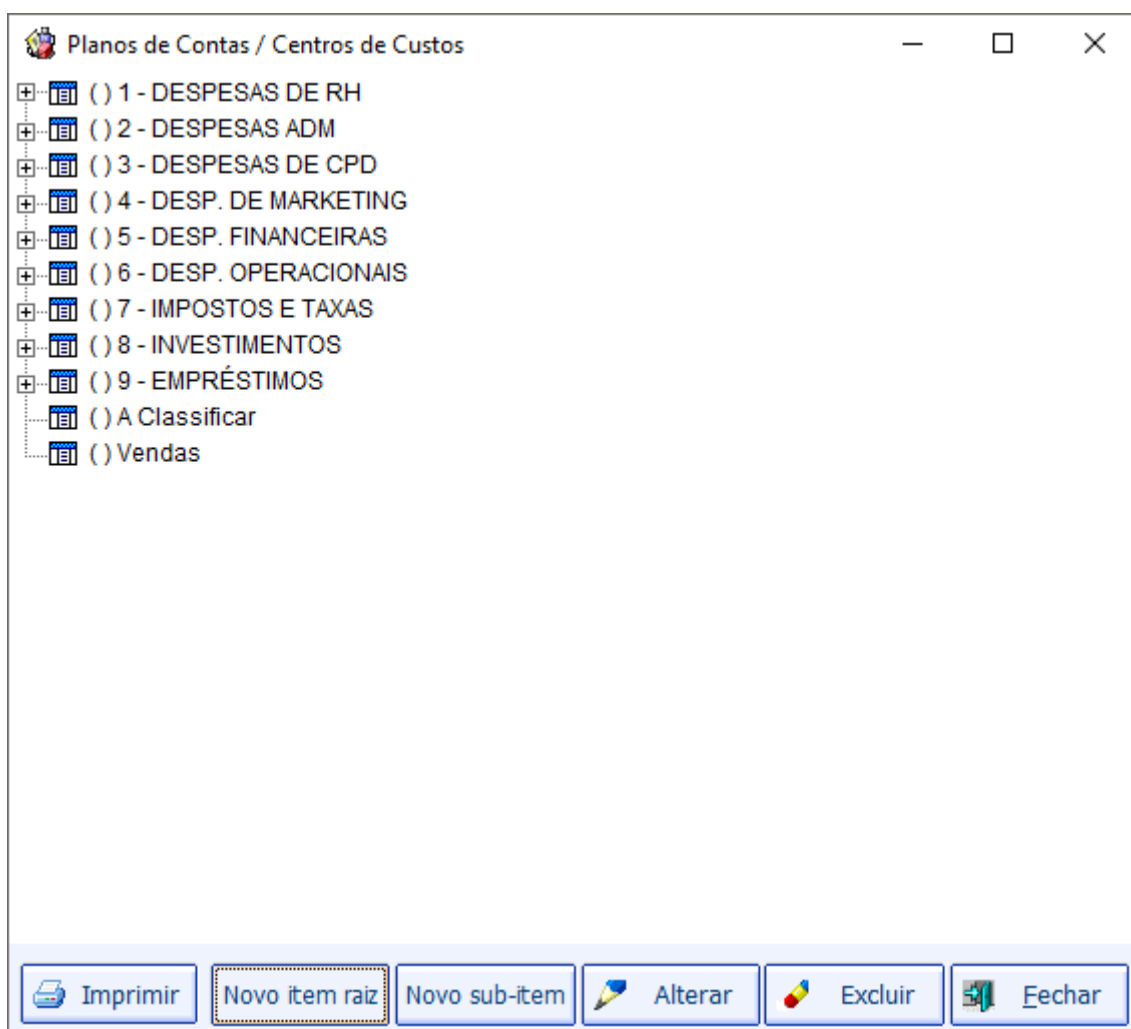 Planos de Contas / Centros de Custos
( ) 1 - DESPESAS DE RH
( ) 2 - DESPESAS ADM
( ) 3 - DESPESAS DE CPD
( ) 4 - DESP. DE MARKETING
( ) 5 - DESP. FINANCEIRAS
( ) 6 - DESP. OPERACIONAIS
( ) 7 - IMPOSTOS E TAXAS
( ) 8 - INVESTIMENTOS
( ) 9 - EMPRÉSTIMOS
( ) A Classificar
( ) Vendas
Imprimir Novo item raiz Novo sub-item Alterar Excluir Fechar